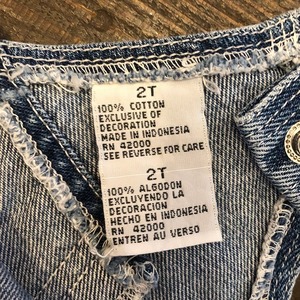 2T
100% COTTON
EXCLUSIVE OF
DECORATION
MADE IN INDONESIA
RN 42000
SEE REVERSE FOR CARE
2T
100% ALGODON
EXCLUYENDO LA
DECORACION
HECHO EN INDONESIA
RN 42000
ENTREN AU VERSO